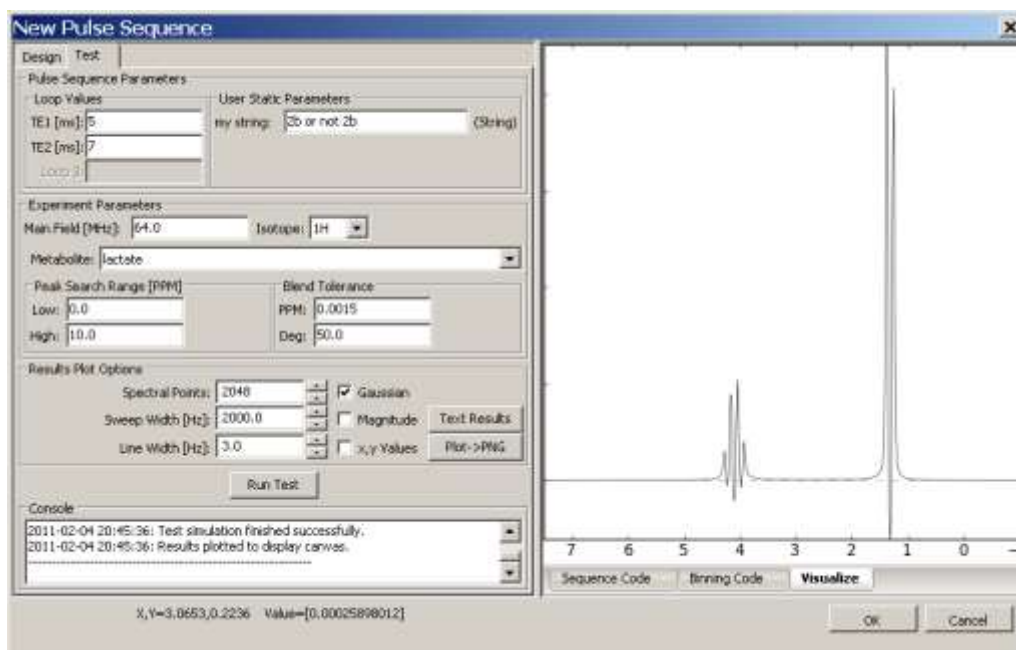 New Pulse Sequence
Design Test
Pulse Sequence Parameters
Loop Values
TE1 [ms]: 5
TE2 [ms]: 7
Loop 3:
User Static Parameters
my string: 2b or not 2b (String)
Experiment Parameters
Main Field [MHz]: 64.0 Isotope: 1H
Metabolite: lactate
Peak Search Range [PPM]
Low: 0.0
High: 10.0
Blend Tolerance
PPM: 0.0015
Deg: 50.0
Results Plot Options
Spectral Points: 2048 Gaussian
Sweep Width [Hz]: 2000.0 Magnitude Text Results
Line Width [Hz]: 3.0 x,y Values Plot->PNG
Run Test
Console
2011-02-04 20:45:36: Test simulation finished successfully.
2011-02-04 20:45:36: Results plotted to display canvas.
7 6 5 4 3 2 1 0
Sequence Code Binning Code Visualize
X,Y=3.0653,0.2236 Value=[0.00025898012]
OK Cancel